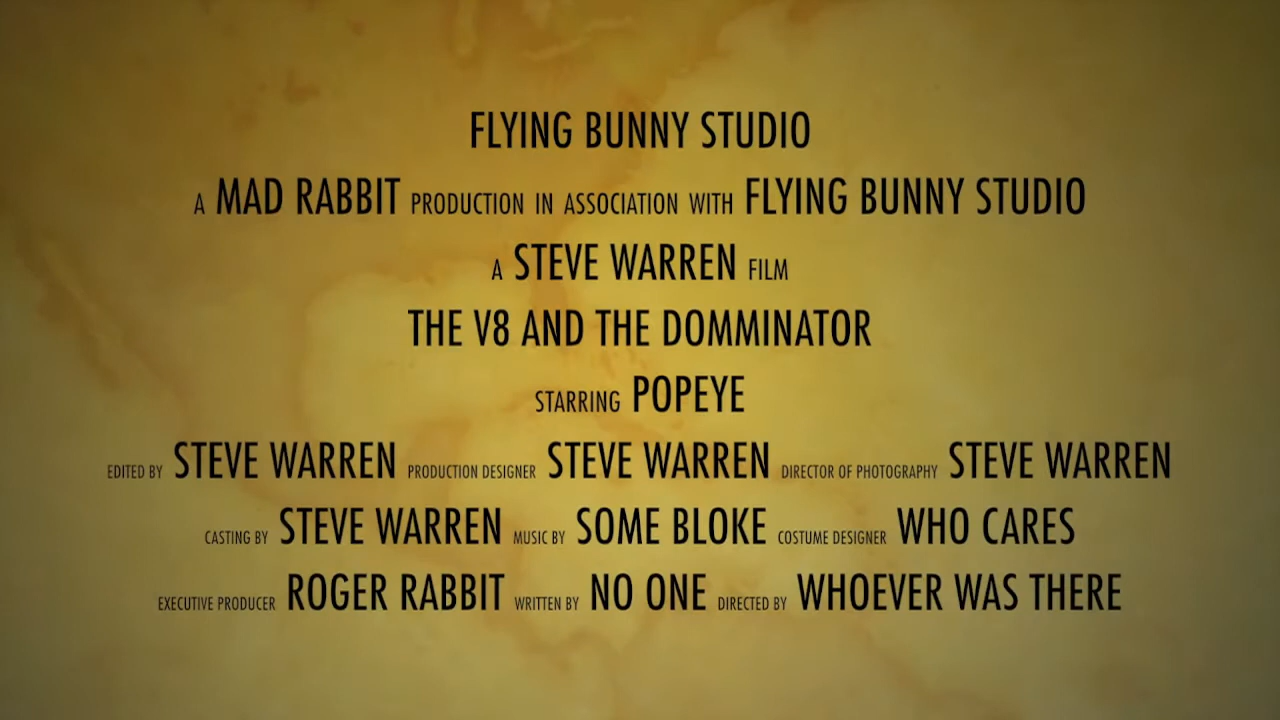 FLYING BUNNY STUDIO
A MAD RABBIT PRODUCTION IN ASSOCIATION WITH FLYING BUNNY STUDIO
A STEVE WARREN FILM
THE V8 AND THE DOMMINATOR
STARRING POPEYE
EDITED BY STEVE WARREN PRODUCTION DESIGNER STEVE WARREN DIRECTOR OF PHOTOGRAPHY STEVE WARREN
CASTING BY STEVE WARREN MUSIC BY SOME BLOKE COSTUME DESIGNER WHO CARES
EXECUTIVE PRODUCER ROGER RABBIT WRITTEN BY NO ONE DIRECTED BY WHOEVER WAS THERE